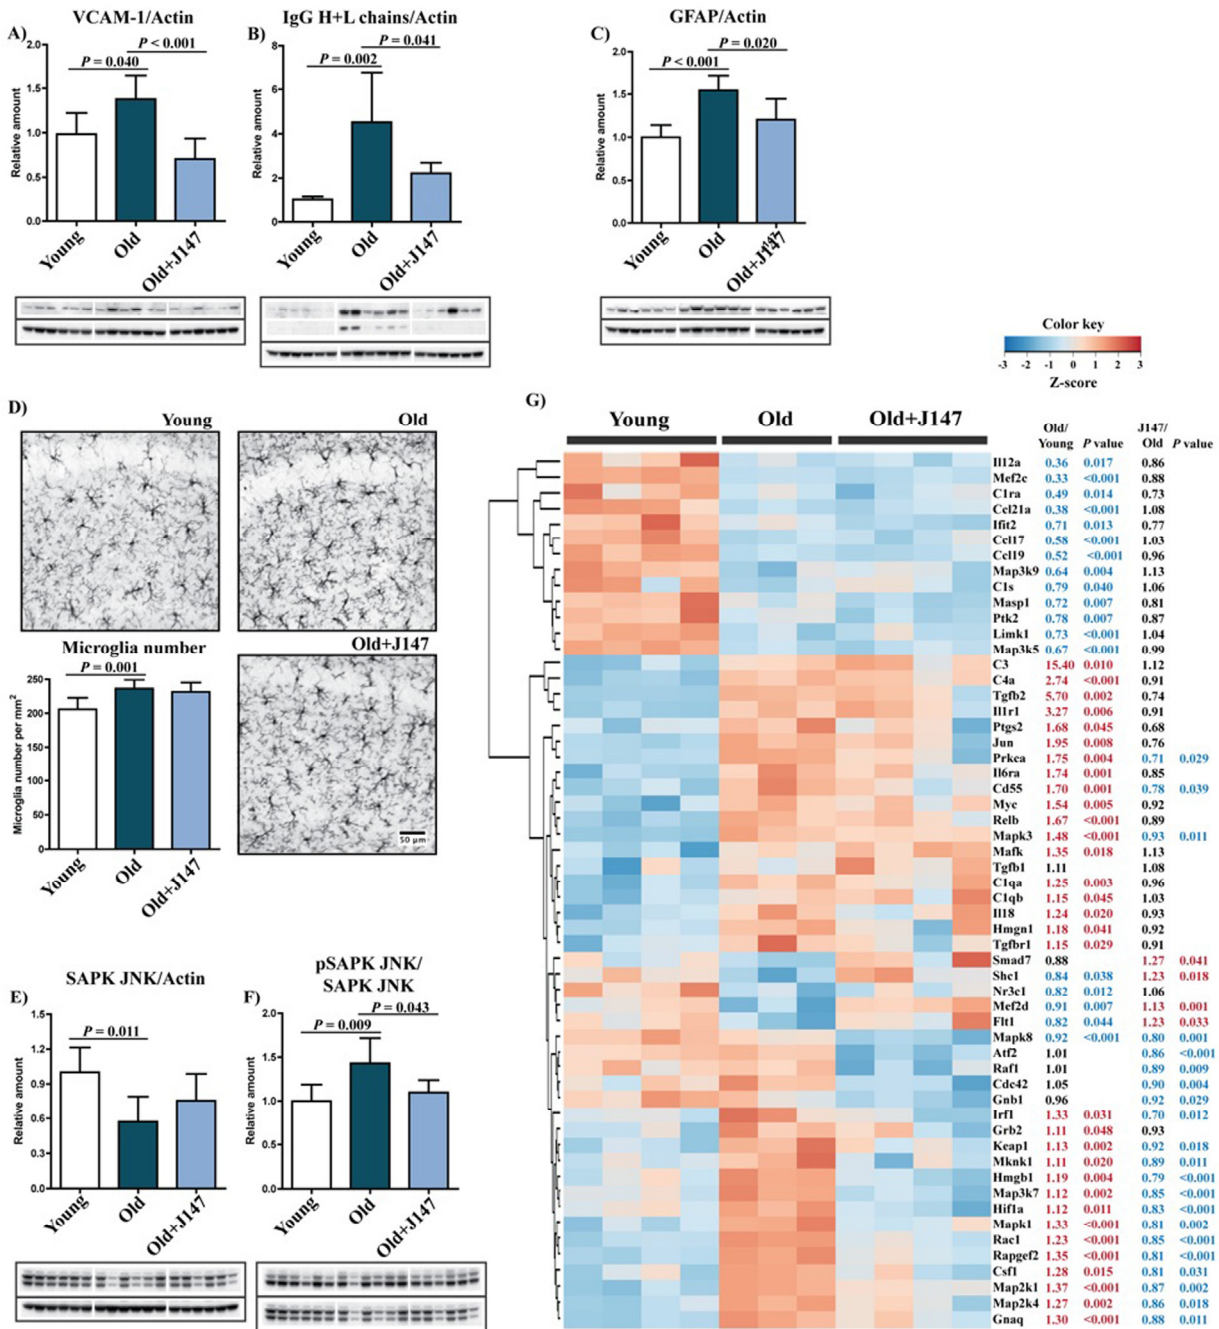 A)
VCAM-1/Actin
P < 0.001
P = 0.040
Relative amount
2.0
1.5
1.0
0.5
0.0
Young
Old
Old+J147
B)
IgG H+L chains/Actin
P = 0.041
P = 0.002
Relative amount
8
6
4
2
0
Young
Old
Old+J147
C)
GFAP/Actin
P = 0.020
P < 0.001
Relative amount
2.0
1.5
1.0
0.5
0.0
Young
Old
Old+J147
Color key
-3 -2 -1 0 1 2 3
Z-score
D)
Young
Old
Old+J147
50 µm
Microglia number
P = 0.001
Microglia number per mm2
250
200
150
100
50
0
Young
Old
Old+J147
E)
SAPK JNK/Actin
P = 0.011
Relative amount
1.5
1.2
0.9
0.6
0.3
0.0
Young
Old
Old+J147
F)
pSAPK JNK/
SAPK JNK
P = 0.043
P = 0.009
Relative amount
2.0
1.5
1.0
0.5
0.0
Young
Old
Old+J147
G)
Young Old Old+J147
Old/ J147/
Young P value Old P value
Il12a 0.36 0.017 0.86
Mef2c 0.33 <0.001 0.88
C1ra 0.49 0.014 0.73
Ccl21a 0.38 <0.001 1.08
Ifit2 0.71 0.013 0.77
Ccl17 0.58 <0.001 1.03
Ccl19 0.52 <0.001 0.96
Map3k9 0.64 0.004 1.13
C1s 0.79 0.040 1.06
Masp1 0.72 0.007 0.81
Ptk2 0.78 0.007 0.87
Limk1 0.73 <0.001 1.04
Map3k5 0.67 <0.001 0.99
C3 15.40 0.010 1.12
C4a 2.74 <0.001 0.91
Tgfb2 5.70 0.002 0.74
Il1r1 3.27 0.006 0.91
Ptgs2 1.68 0.045 0.68
Jun 1.95 0.008 0.76
Prkca 1.75 0.004 0.71 0.029
Il6ra 1.74 0.001 0.85
Cd55 1.70 0.001 0.78 0.039
Myc 1.54 0.005 0.92
Relb 1.67 <0.001 0.89
Mapk3 1.48 <0.001 0.93 0.011
Mafk 1.35 0.018 1.13
Tgfb1 1.11 1.08
C1qa 1.25 0.003 0.96
C1qb 1.15 0.045 1.03
Il18 1.24 0.020 0.93
Hmgn1 1.18 0.041 0.92
Tgfbr1 1.15 0.029 0.91
Smad7 0.88 1.27 0.041
Shc1 0.84 0.038 1.23 0.018
Nr3c1 0.82 0.012 1.06
Mef2d 0.91 0.007 1.13 0.001
Flt1 0.82 0.044 1.23 0.033
Mapk8 0.92 <0.001 0.80 0.001
Atf2 1.01 0.86 <0.001
Raf1 1.01 0.89 0.009
Cdc42 1.05 0.90 0.004
Gnb1 0.96 0.92 0.029
Irf1 1.33 0.031 0.70 0.012
Grb2 1.11 0.048 0.93
Keap1 1.13 0.002 0.92 0.018
Mknk1 1.11 0.020 0.89 0.011
Hmgb1 1.19 0.004 0.79 <0.001
Map3k7 1.12 0.002 0.85 <0.001
Hif1a 1.12 0.011 0.83 <0.001
Mapk1 1.33 <0.001 0.81 0.002
Rac1 1.23 <0.001 0.85 <0.001
Rapgef2 1.35 <0.001 0.81 <0.001
Csf1 1.28 0.015 0.81 0.031
Map2k1 1.37 <0.001 0.87 0.002
Map2k4 1.27 0.002 0.86 0.018
Gnaq 1.30 <0.001 0.88 0.011